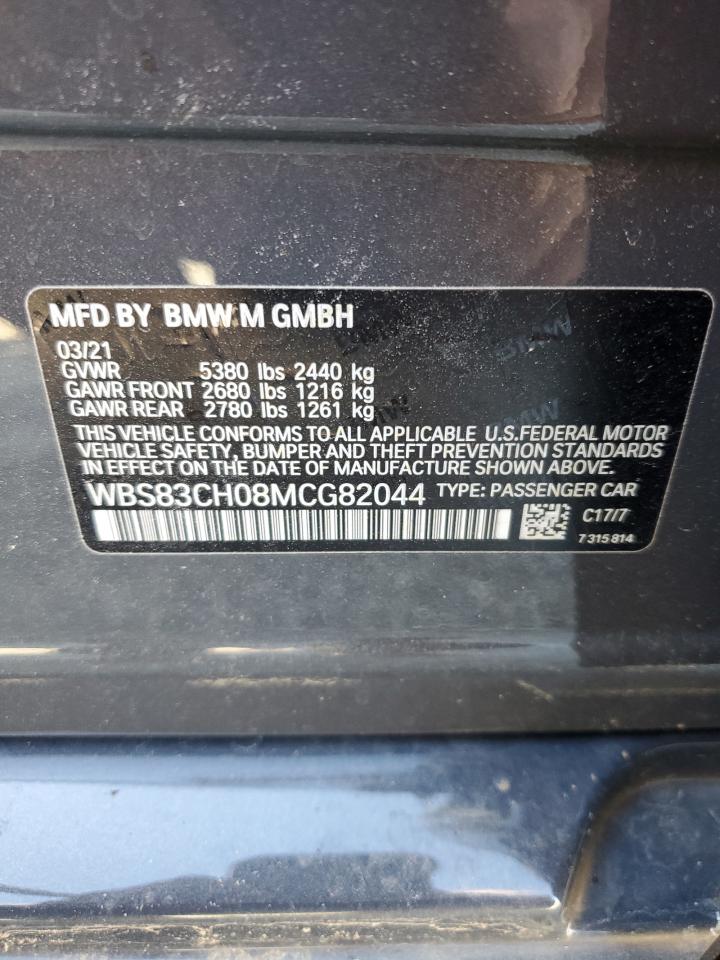 MFD BY BMW M GMBH
03/21
GVWR 5380 lbs 2440 kg
GAWR FRONT 2680 lbs 1216 kg
GAWR REAR 2780 lbs 1261 kg
THIS VEHICLE CONFORMS TO ALL APPLICABLE U.S.FEDERAL MOTOR
VEHICLE SAFETY, BUMPER AND THEFT PREVENTION STANDARDS
IN EFFECT ON THE DATE OF MANUFACTURE SHOWN ABOVE.
WBS83CH08MCG82044 TYPE: PASSENGER CAR
C17/7
7 315 814